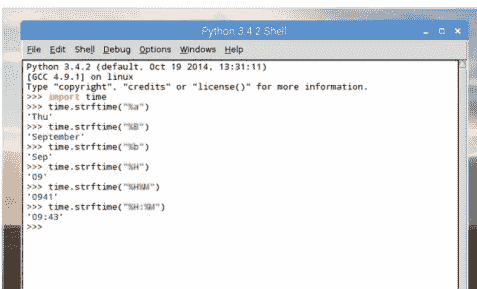 Python 3.4.2 Shell
File Edit Shell Debug Options Windows Help
Python 3.4.2 (default, Oct 19 2014, 13:31:11)
[GCC 4.9.1] on linux
Type "copyright", "credits" or "license()" for more information.
>>> import time
>>> time.strftime("%a")
'Thu'
>>> time.strftime("%B")
'September'
>>> time.strftime("%b")
'Sep'
>>> time.strftime("%H")
'09'
>>> time.strftime("%H%M")
'0941'
>>> time.strftime("%H:%M")
'09:43'
>>>